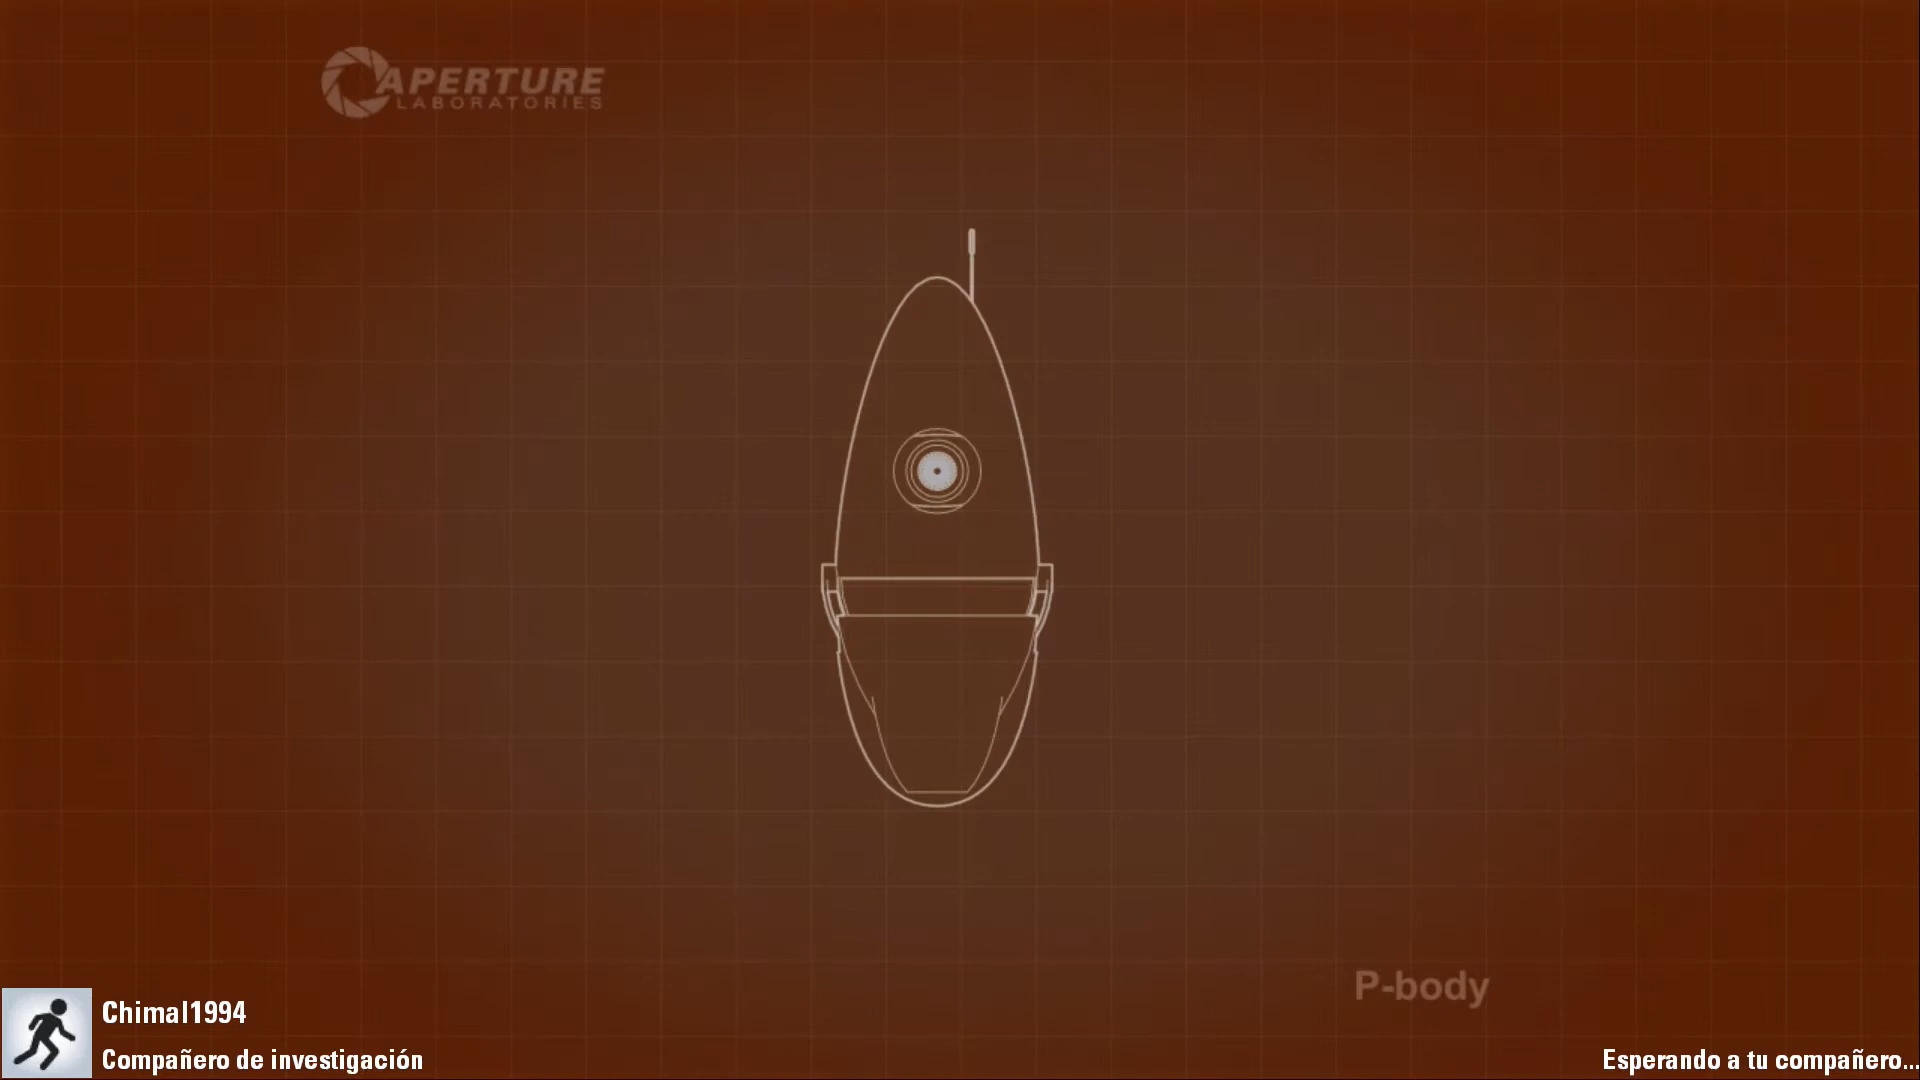 APERTURE
LABORATORIES
P-body
Chimal1994
Compañero de investigación
Esperando a tu compañero...